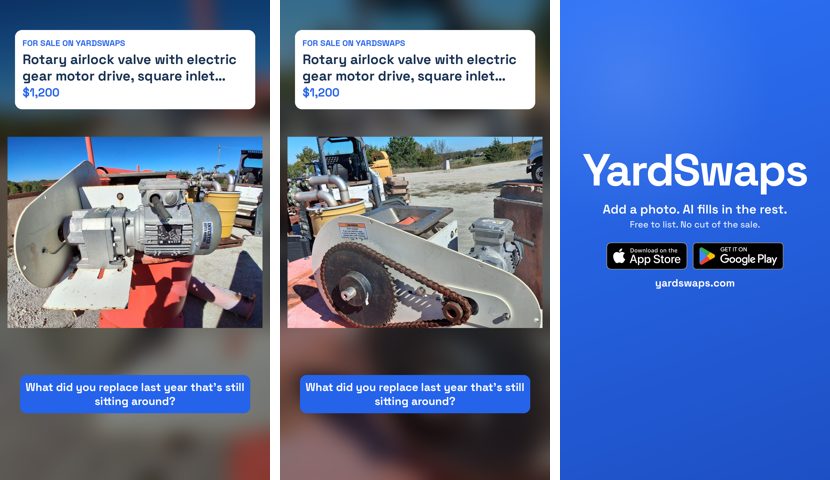 FOR SALE ON YARDSWAPS
Rotary airlock valve with electric
gear motor drive, square inlet...
$1,200
What did you replace last year that's still
sitting around?
FOR SALE ON YARDSWAPS
Rotary airlock valve with electric
gear motor drive, square inlet...
$1,200
What did you replace last year that's still
sitting around?
YardSwaps
Add a photo. AI fills in the rest.
Free to list. No cut of the sale.
Download on the
App Store
GET IT ON
Google Play
yardswaps.com